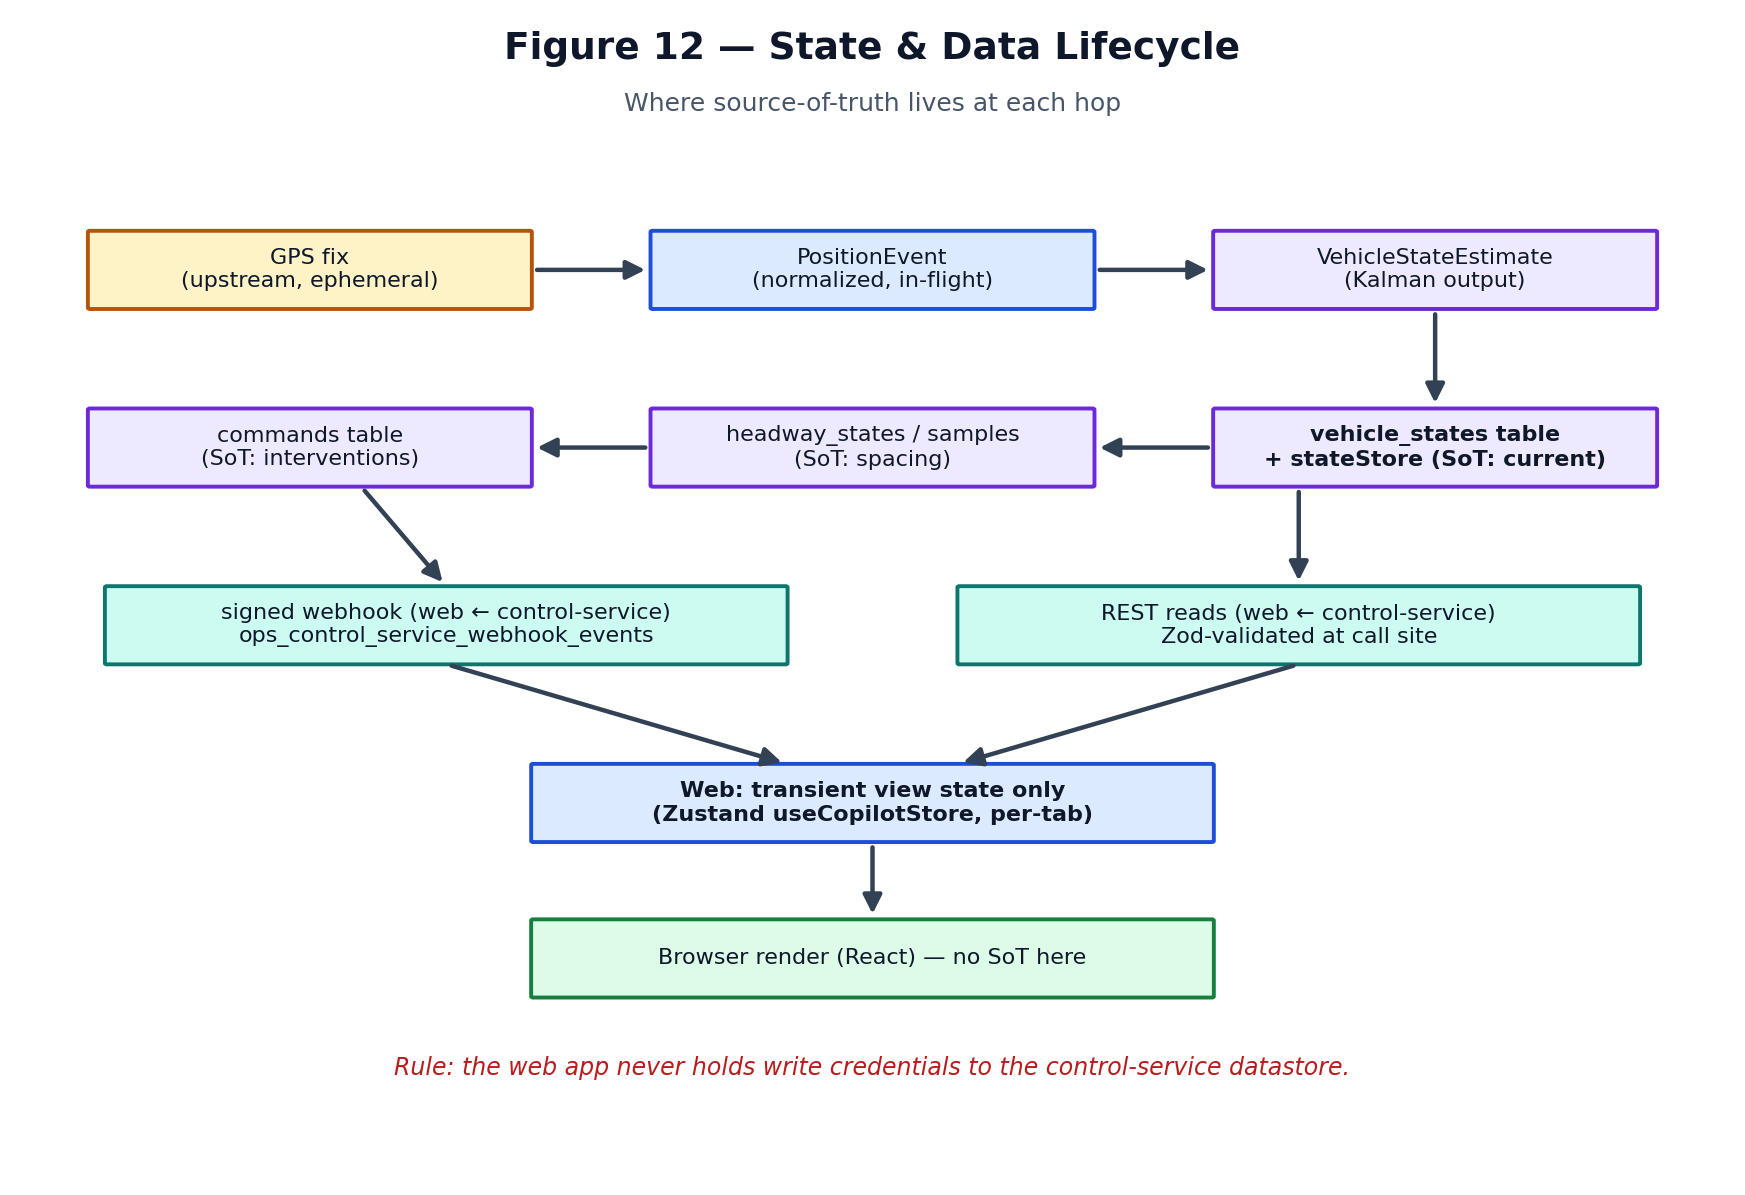 Figure 12 — State & Data Lifecycle
Where source-of-truth lives at each hop
GPS fix
(upstream, ephemeral)
PositionEvent
(normalized, in-flight)
VehicleStateEstimate
(Kalman output)
commands table
(SoT: interventions)
headway_states / samples
(SoT: spacing)
vehicle_states table
+ stateStore (SoT: current)
signed webhook (web ← control-service)
ops_control_service_webhook_events
REST reads (web ← control-service)
Zod-validated at call site
Web: transient view state only
(Zustand useCopilotStore, per-tab)
Browser render (React) — no SoT here
Rule: the web app never holds write credentials to the control-service datastore.